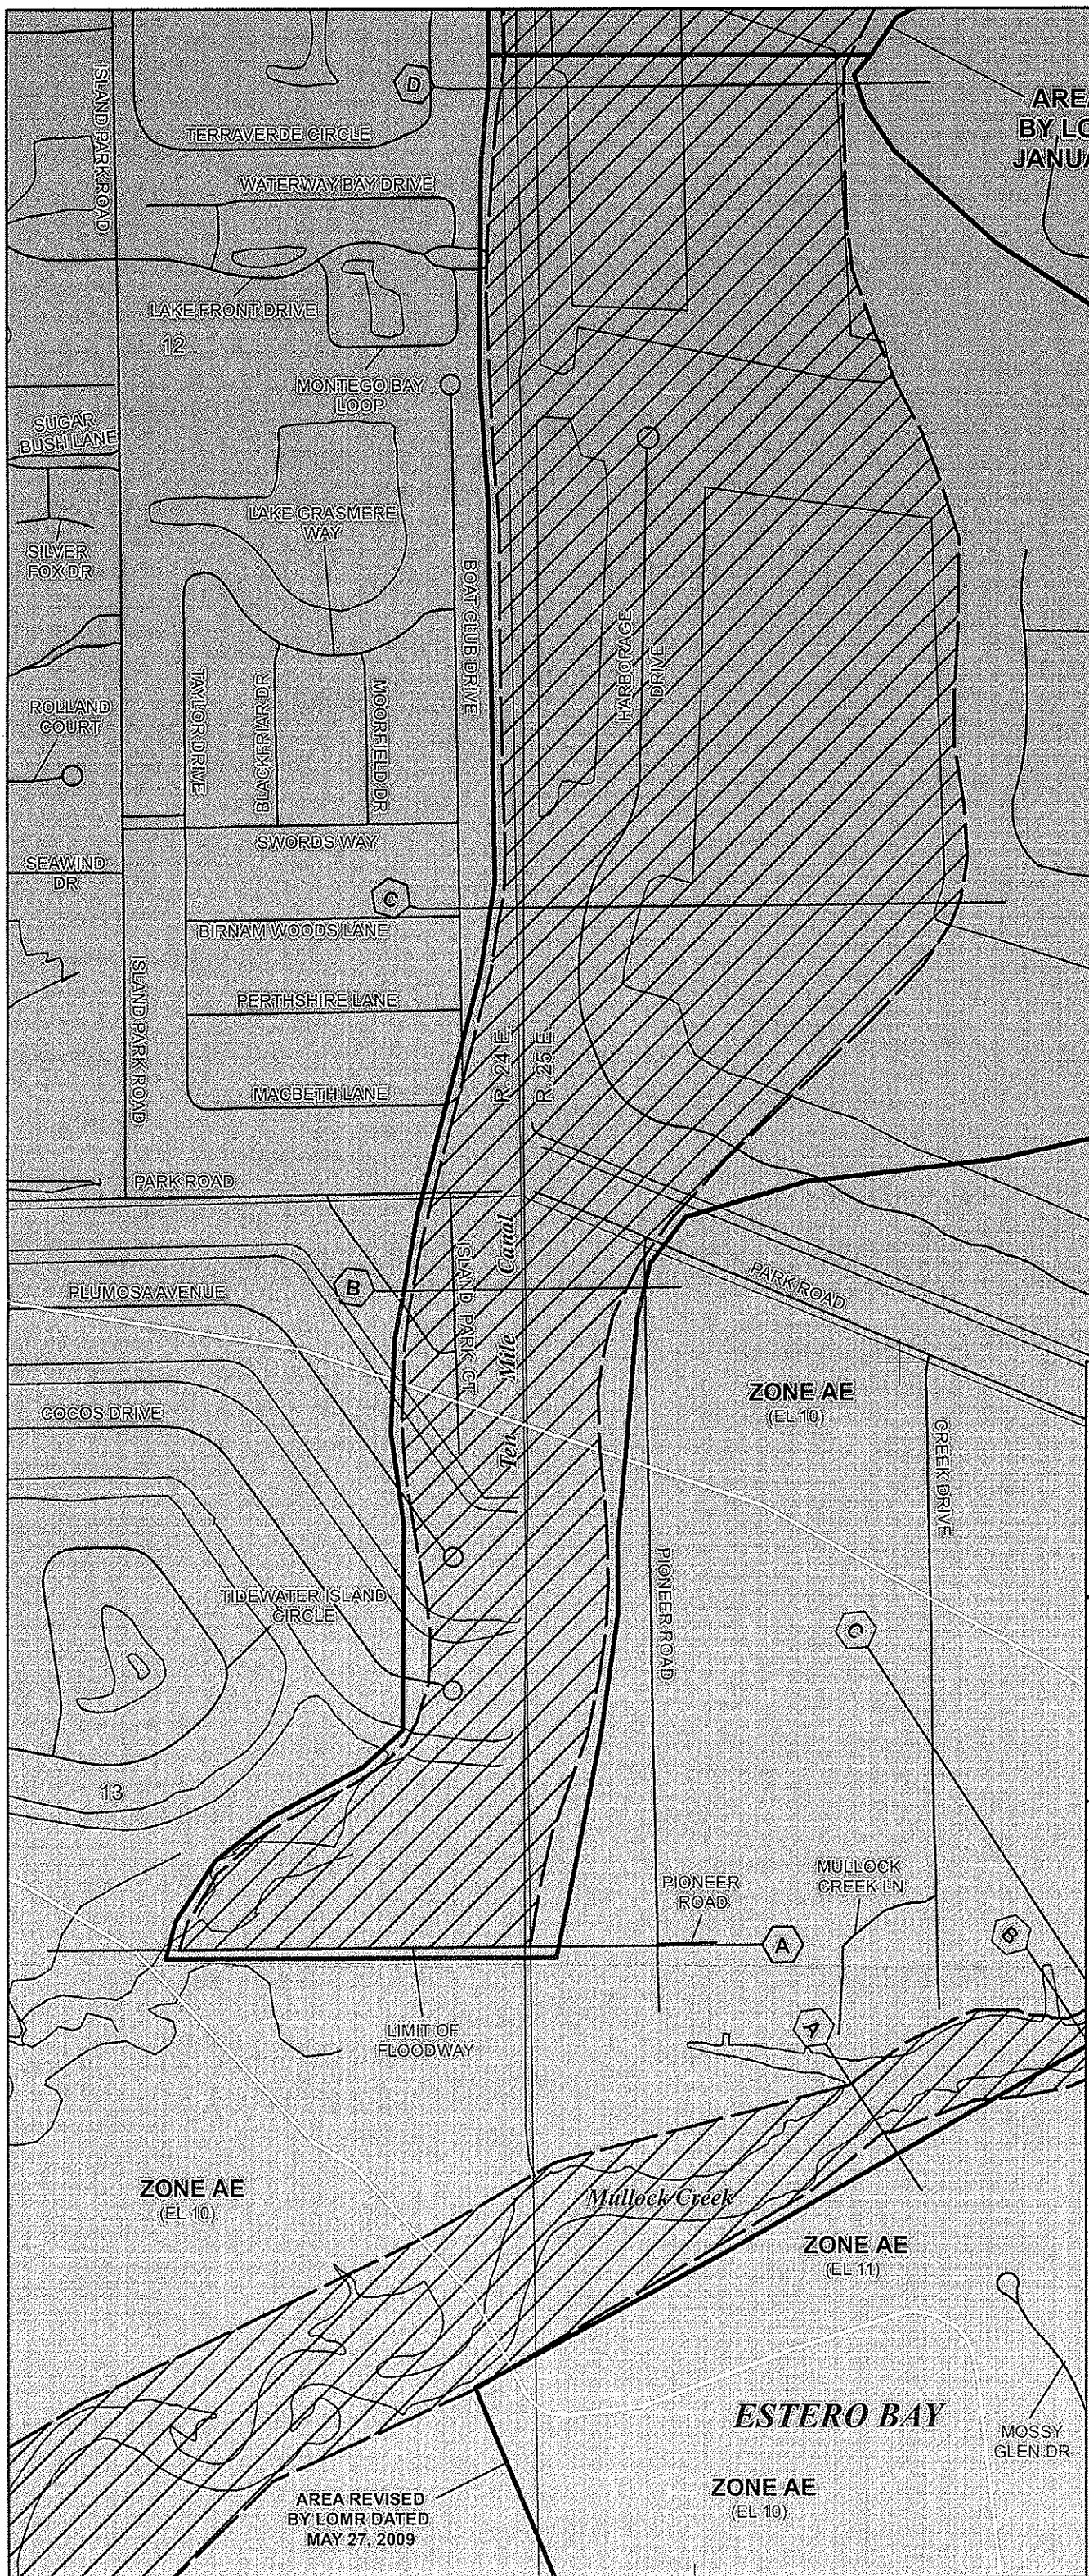 D
AREA
BY LO
JANUA
ISLAND PARK ROAD
TERRAVERDE CIRCLE
WATERWAY BAY DRIVE
LAKE FRONT DRIVE
12
MONTEGO BAY
LOOP
SUGAR
BUSH LANE
LAKE GRASMERE
WAY
SILVER
FOX DR
BOAT CLUB DRIVE
HARBORAGE
DRIVE
ROLLAND
COURT
TAYLOR DRIVE
BLACKFRIAR DR
MOORFIELD DR
SWORDS WAY
SEAWIND
DR
C
BIRNAM WOODS LANE
ISLAND PARK ROAD
PERTHSHIRE LANE
R. 24 E.
R. 25 E.
MACBETH LANE
PARK ROAD
Ten Mile Canal
ISLAND PARK CT
B
PLUMOSA AVENUE
PARK ROAD
ZONE AE
(EL 10)
COCOS DRIVE
CREEK DRIVE
PIONEER ROAD
TIDEWATER ISLAND
CIRCLE
C
13
PIONEER
ROAD
MULLOCK
CREEK LN
A
B
LIMIT OF
FLOODWAY
A
ZONE AE
(EL 10)
Mullock Creek
ZONE AE
(EL 11)
ESTERO BAY
MOSSY
GLEN DR
ZONE AE
(EL 10)
AREA REVISED
BY LOMR DATED
MAY 27, 2009